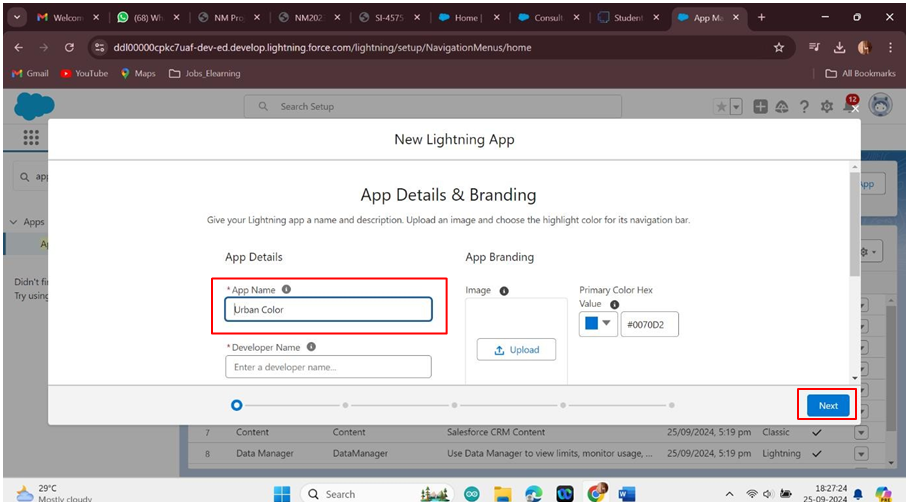 Welcom
(68) Wh
NM Pro
NM202
SI-4575
Home |
Consult
Student
App Ma
ddl00000cpkc7uaf-dev-ed.develop.lightning.force.com/lightning/setup/NavigationMenus/home
Gmail YouTube Maps Jobs_Elearning All Bookmarks
Search Setup
12
New Lightning App
app
App
App Details & Branding
Give your Lightning app a name and description. Upload an image and choose the highlight color for its navigation bar.
Apps
App Details App Branding
Ap
* App Name Image Primary Color Hex
Value
Didn't fi
Try using
Urban Color
#0070D2
* Developer Name
Upload
Enter a developer name...
Next
7 Content Content Salesforce CRM Content 25/09/2024, 5:19 pm Classic
8 Data Manager DataManager Use Data Manager to view limits, monitor usage, ... 25/09/2024, 5:19 pm Lightning
29°C
Mostly cloudy
Search
18:27:24
25-09-2024